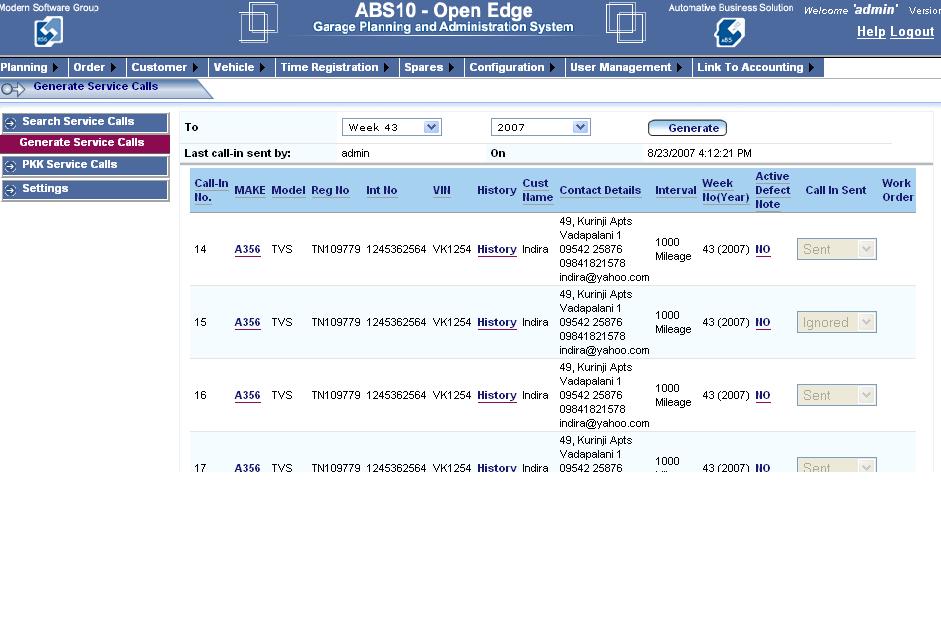 Modern Software Group
ABS10 - Open Edge
Garage Planning and Administration System
Automotive Business Solution
Welcome 'admin' Version
Help Logout
Planning Order Customer Vehicle Time Registration Spares Configuration User Management Link To Accounting
Generate Service Calls
Search Service Calls
Generate Service Calls
PKK Service Calls
Settings
To Week 43 2007 Generate
Last call-in sent by: admin On 8/23/2007 4:12:21 PM
Call-In No. MAKE Model Reg No Int No VIN History Cust Name Contact Details Interval Week No(Year) Active Defect Note Call In Sent Work Order
49, Kurinji Apts
Vadapalani 1
14 A356 TVS TN109779 1245362564 VK1254 History Indira 09542 25876 1000 Mileage 43 (2007) NO Sent
09841821578
indira@yahoo.com
49, Kurinji Apts
Vadapalani 1
15 A356 TVS TN109779 1245362564 VK1254 History Indira 09542 25876 1000 Mileage 43 (2007) NO Ignored
09841821578
indira@yahoo.com
49, Kurinji Apts
Vadapalani 1
16 A356 TVS TN109779 1245362564 VK1254 History Indira 09542 25876 1000 Mileage 43 (2007) NO Sent
09841821578
indira@yahoo.com
49, Kurinji Apts
Vadapalani 1
17 A356 TVS TN109779 1245362564 VK1254 History Indira 09542 25876 1000 43 (2007) NO Sent